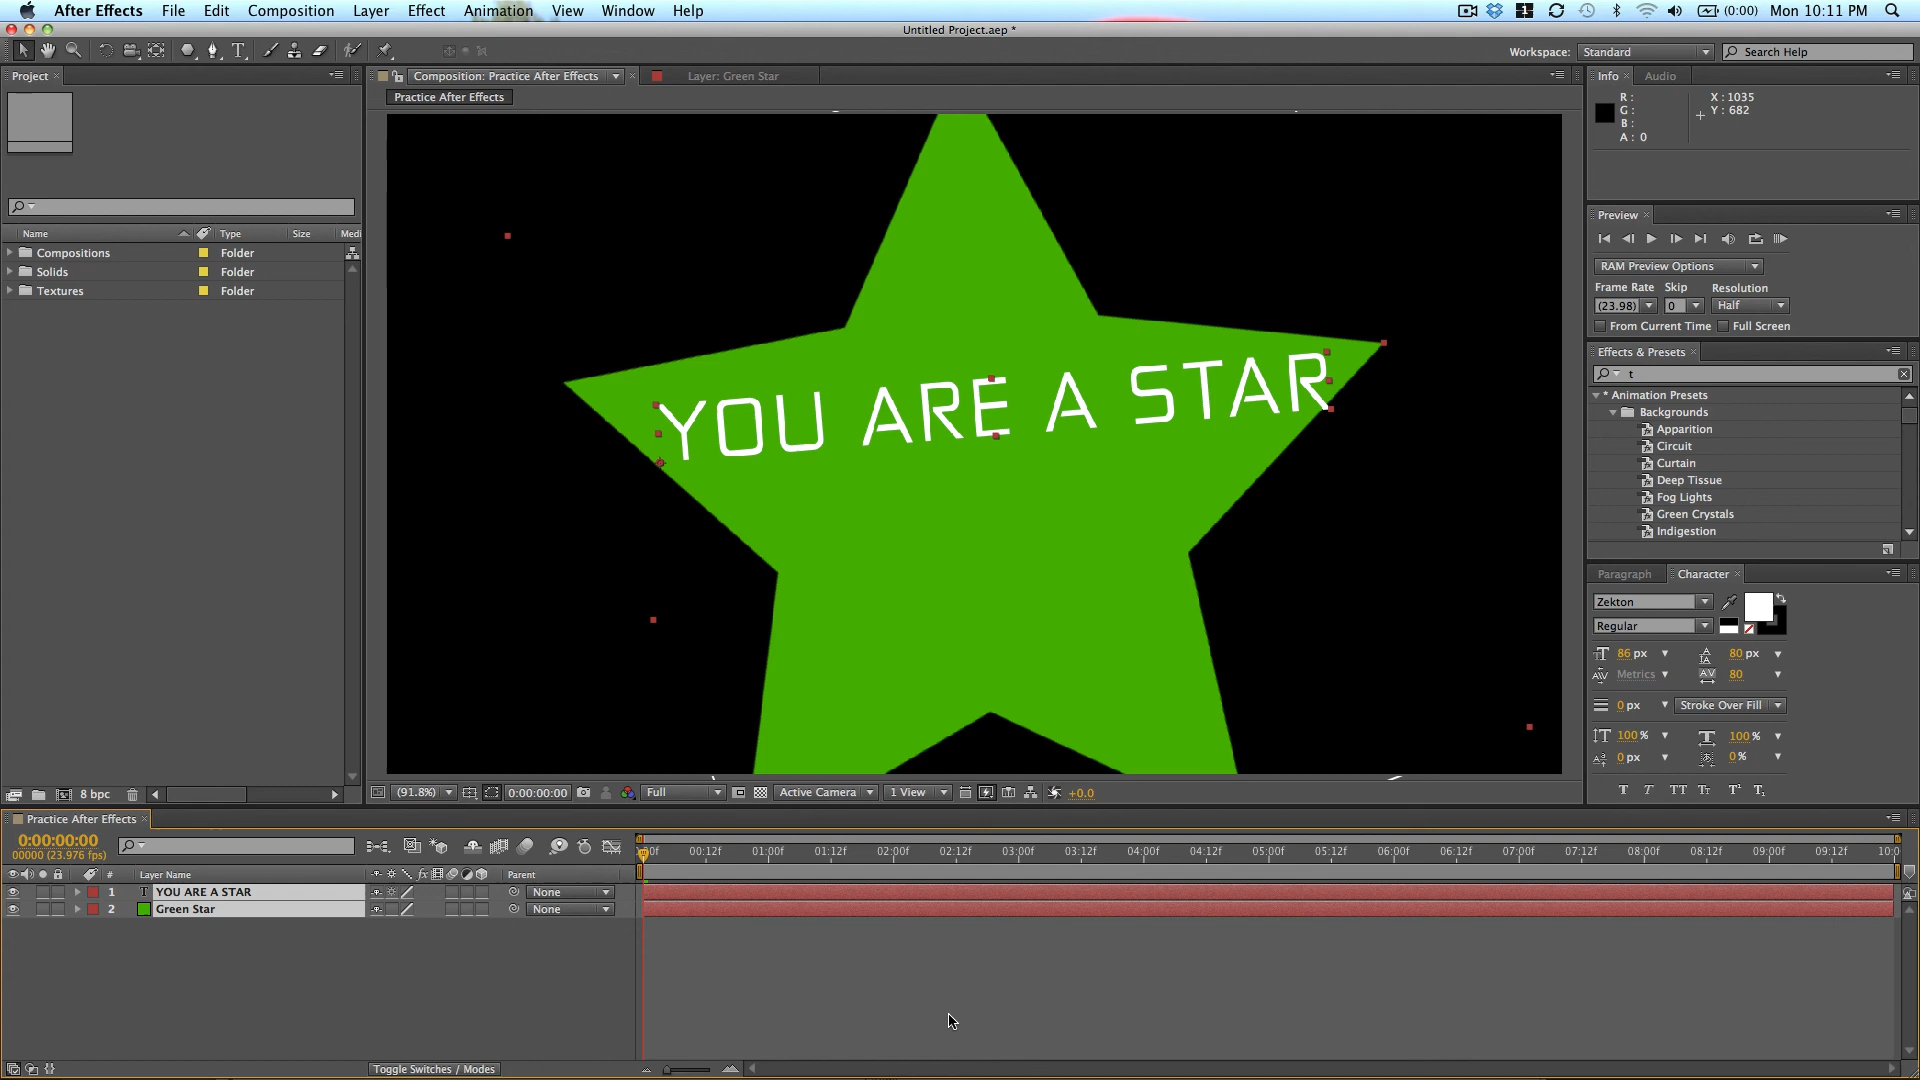 After Effects File Edit Composition Layer Effect Animation View Window Help (0:00) Mon 10:11 PM
Untitled Project.aep *
Workspace: Standard Search Help
Project
Composition: Practice After Effects Layer: Green Star
Practice After Effects
Name Type Size Medi
Compositions Folder
Solids Folder
Textures Folder
8 bpc
YOU ARE A STAR
(91.8%) 0:00:00:00 Full Active Camera 1 View +0.0
Info Audio
R : X : 1035
G : Y : 682
B :
A : 0
Preview
RAM Preview Options
Frame Rate Skip Resolution
(23.98) 0 Half
From Current Time Full Screen
Effects & Presets
t
* Animation Presets
Backgrounds
Apparition
Circuit
Curtain
Deep Tissue
Fog Lights
Green Crystals
Indigestion
Paragraph Character
Zekton
Regular
86 px 80 px
Metrics 80
0 px Stroke Over Fill
100 % 100 %
0 px 0 %
T T TT Tt T¹ T₁
Practice After Effects
0:00:00:00
00000 (23.976 fps)
00:12f 01:00f 01:12f 02:00f 02:12f 03:00f 03:12f 04:00f 04:12f 05:00f 05:12f 06:00f 06:12f 07:00f 07:12f 08:00f 08:12f 09:00f 09:12f 10:0
# Layer Name fx Parent
1 T YOU ARE A STAR None
2 Green Star None
Toggle Switches / Modes